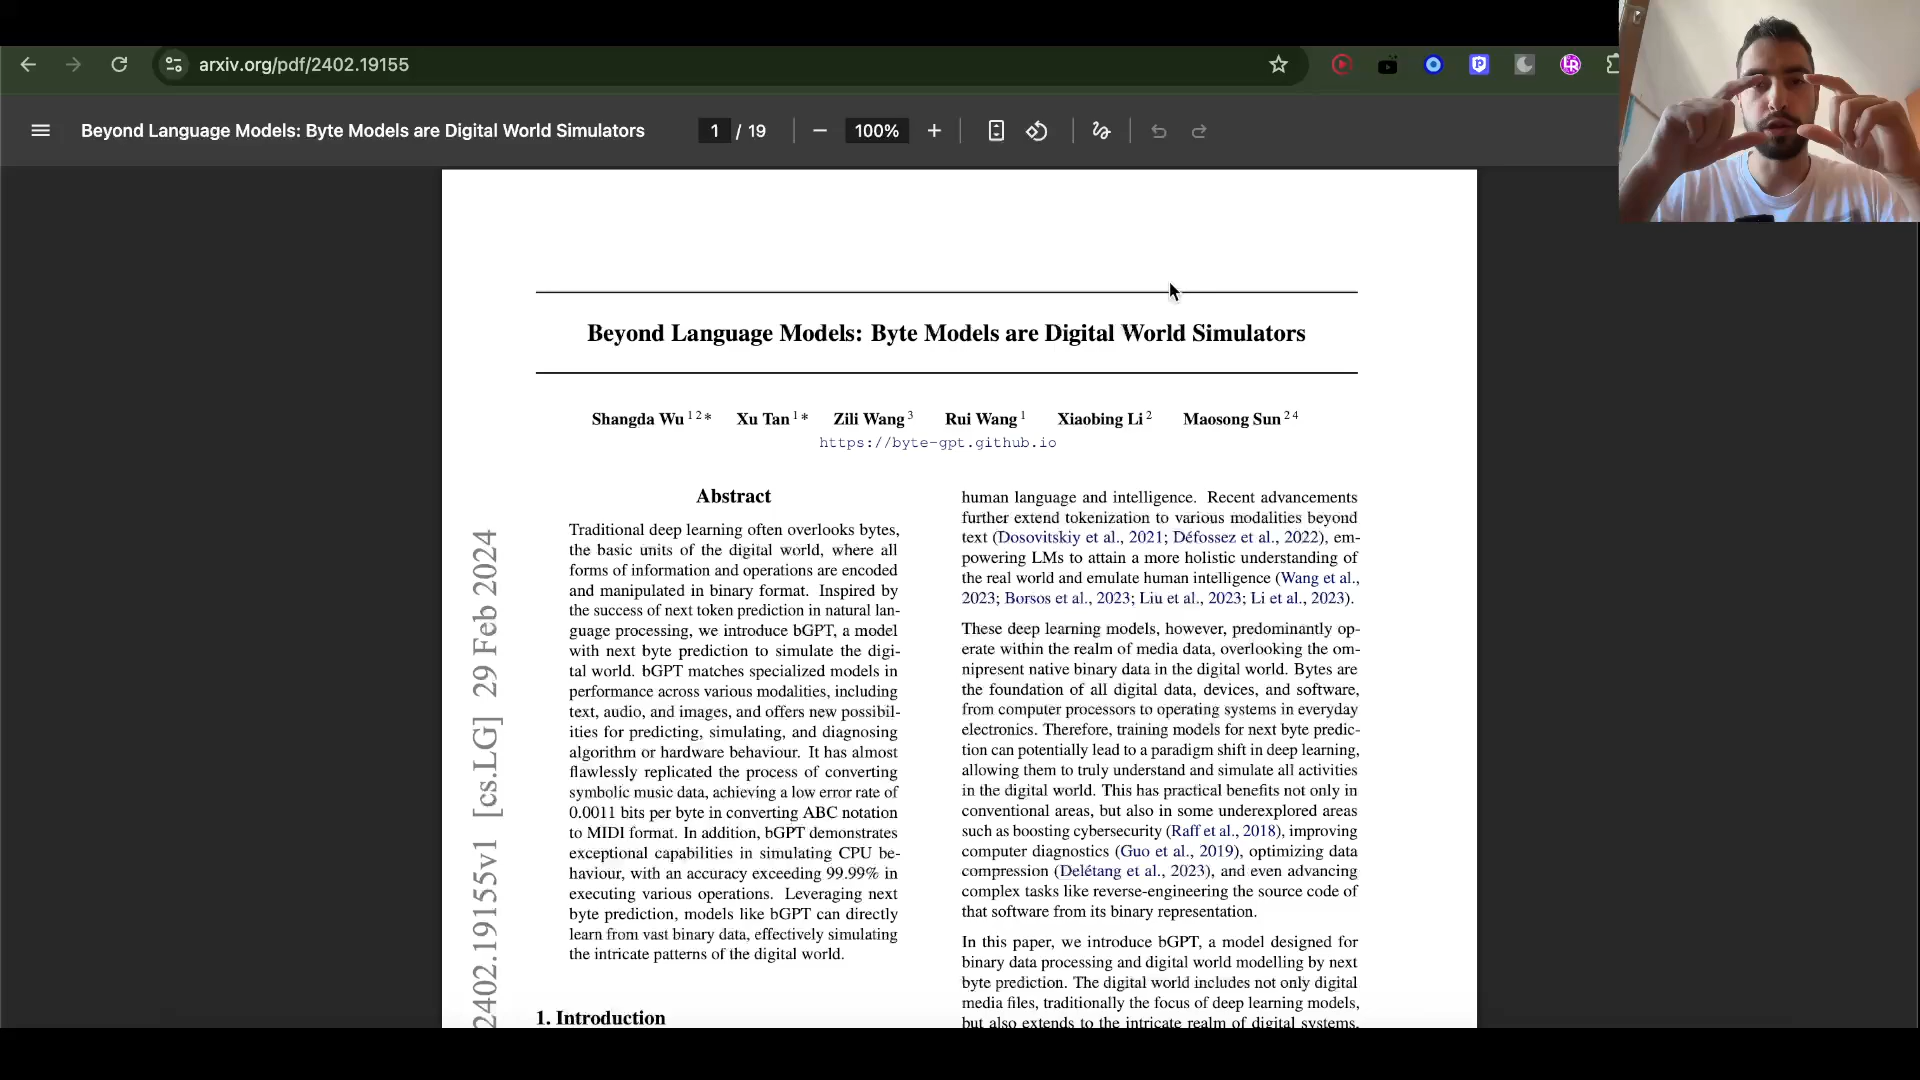 arxiv.org/pdf/2402.19155
Beyond Language Models: Byte Models are Digital World Simulators
1 / 19
100%
Beyond Language Models: Byte Models are Digital World Simulators
Shangda Wu 1 2 * Xu Tan 1 * Zili Wang 3 Rui Wang 1 Xiaobing Li 2 Maosong Sun 2 4
https://byte-gpt.github.io
Abstract
Traditional deep learning often overlooks bytes,
the basic units of the digital world, where all
forms of information and operations are encoded
and manipulated in binary format. Inspired by
the success of next token prediction in natural lan-
guage processing, we introduce bGPT, a model
with next byte prediction to simulate the digi-
tal world. bGPT matches specialized models in
performance across various modalities, including
text, audio, and images, and offers new possibil-
ities for predicting, simulating, and diagnosing
algorithm or hardware behaviour. It has almost
flawlessly replicated the process of converting
symbolic music data, achieving a low error rate of
0.0011 bits per byte in converting ABC notation
to MIDI format. In addition, bGPT demonstrates
exceptional capabilities in simulating CPU be-
haviour, with an accuracy exceeding 99.99% in
executing various operations. Leveraging next
byte prediction, models like bGPT can directly
learn from vast binary data, effectively simulating
the intricate patterns of the digital world.
1. Introduction
human language and intelligence. Recent advancements
further extend tokenization to various modalities beyond
text (Dosovitskiy et al., 2021; Défossez et al., 2022), em-
powering LMs to attain a more holistic understanding of
the real world and emulate human intelligence (Wang et al.,
2023; Borsos et al., 2023; Liu et al., 2023; Li et al., 2023).
These deep learning models, however, predominantly op-
erate within the realm of media data, overlooking the om-
nipresent native binary data in the digital world. Bytes are
the foundation of all digital data, devices, and software,
from computer processors to operating systems in everyday
electronics. Therefore, training models for next byte predic-
tion can potentially lead to a paradigm shift in deep learning,
allowing them to truly understand and simulate all activities
in the digital world. This has practical benefits not only in
conventional areas, but also in some underexplored areas
such as boosting cybersecurity (Raff et al., 2018), improving
computer diagnostics (Guo et al., 2019), optimizing data
compression (Delétang et al., 2023), and even advancing
complex tasks like reverse-engineering the source code of
that software from its binary representation.
In this paper, we introduce bGPT, a model designed for
binary data processing and digital world modelling by next
byte prediction. The digital world includes not only digital
media files, traditionally the focus of deep learning models,
but also extends to the intricate realm of digital systems,
2402.19155v1 [cs.LG] 29 Feb 2024